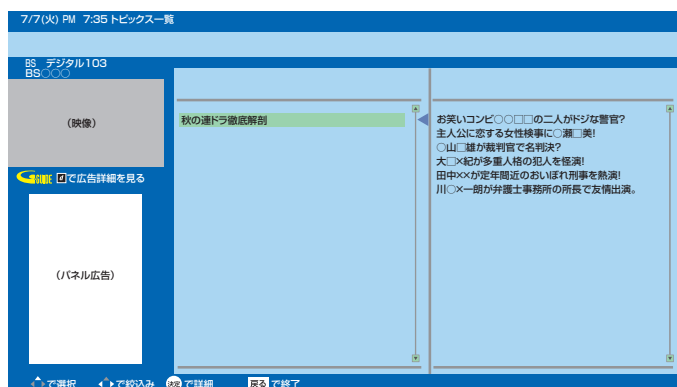 7/7(火) PM 7:35 トピックス一覧
BS デジタル103
BS○○○
(映像)
GGUIDE dで広告詳細を見る
(パネル広告)
秋の連ドラ徹底解剖
お笑いコンビ○○□□の二人がドジな警官?
主人公に恋する女性検事に○瀬□美!
○山□雄が裁判官で名判決?
大□×紀が多重人格の犯人を怪演!
田中××が定年間近のおいぼれ刑事を熱演!
川○×一朗が弁護士事務所の所長で友情出演。
で選択 で絞込み 決定 で詳細 戻る で終了